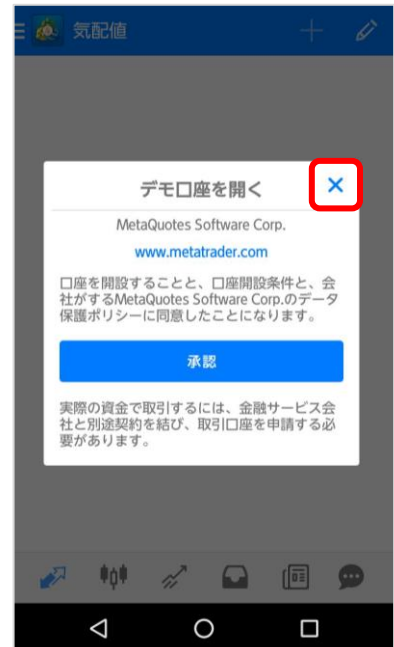 気配値
デモ口座を開く
MetaQuotes Software Corp.
www.metatrader.com
口座を開設することと、口座開設条件と、会
社がするMetaQuotes Software Corp.のデータ
保護ポリシーに同意したことになります。
承認
実際の資金で取引するには、金融サービス会
社と別途契約を結び、取引口座を申請する必
要があります。